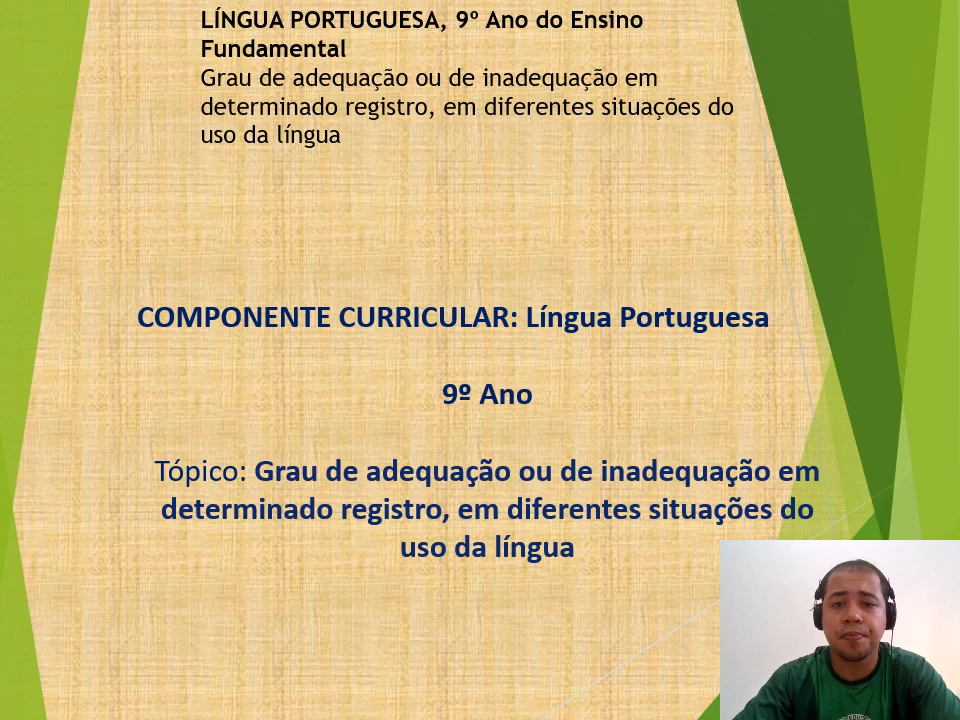 LÍNGUA PORTUGUESA, 9º Ano do Ensino
Fundamental
Grau de adequação ou de inadequação em
determinado registro, em diferentes situações do
uso da língua
COMPONENTE CURRICULAR: Língua Portuguesa
9º Ano
Tópico: Grau de adequação ou de inadequação em
determinado registro, em diferentes situações do
uso da língua